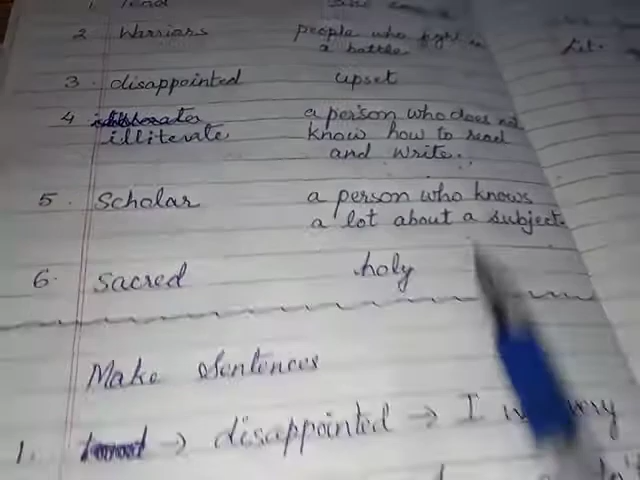 2 Warriars people who fight in
a battle
3. disappointed upset
4 illiterate a person who does not
know how to read
and write.
5. Scholar a person who knows
a lot about a subject.
6. sacred holy
Make Sentences
1. → disappointed → I